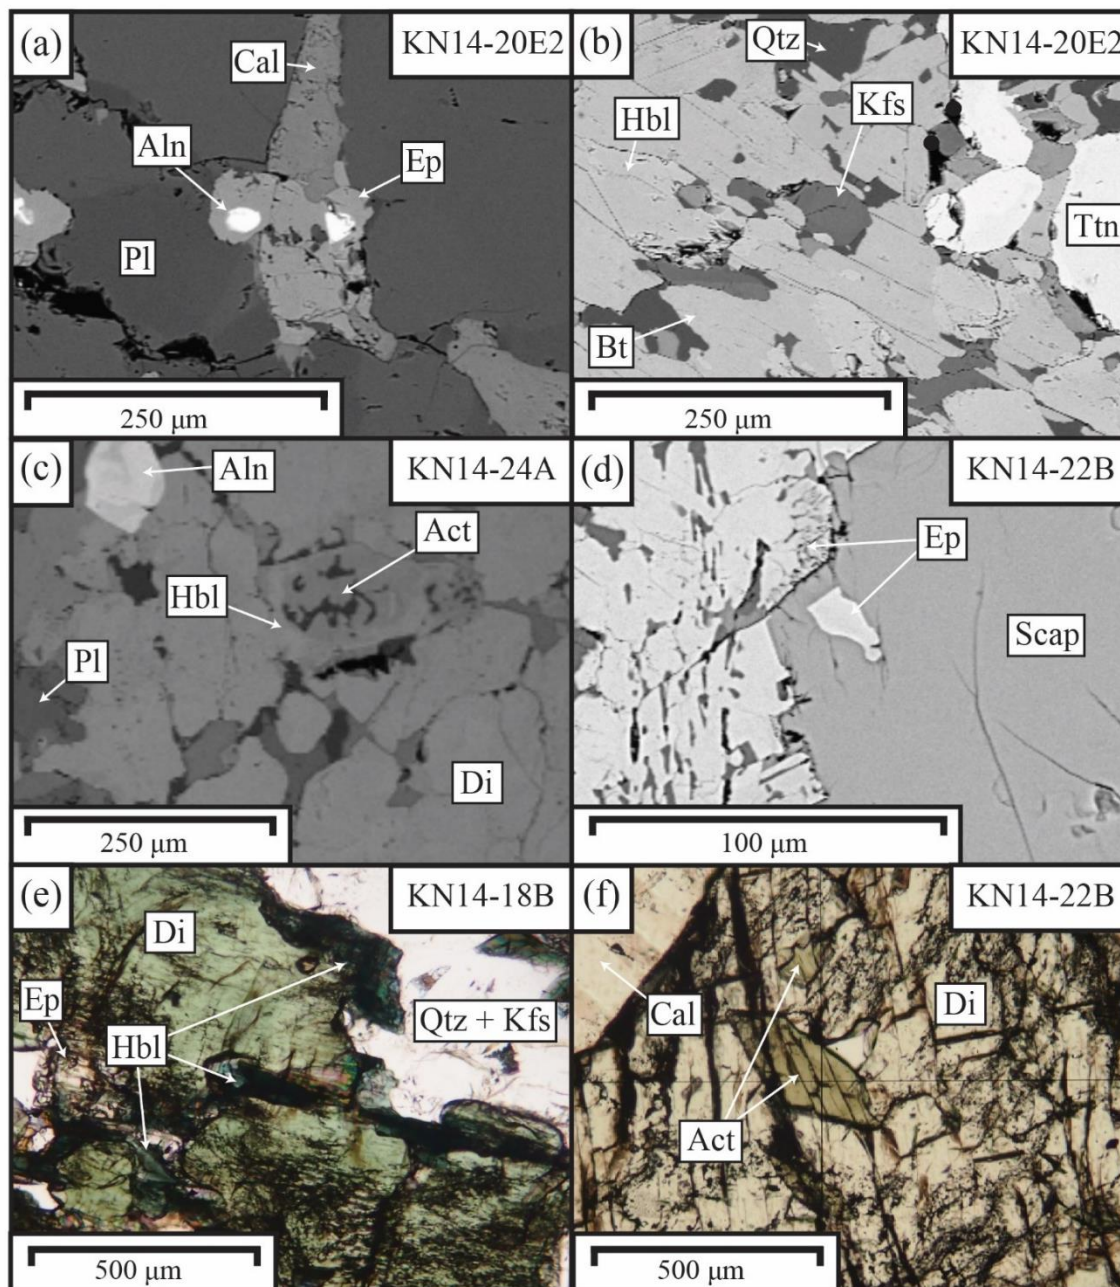 (a)
KN14-20E2
Cal
Aln
Ep
Pl
250 μm
(b)
KN14-20E2
Qtz
Hbl
Kfs
Ttn
Bt
250 μm
(c)
KN14-24A
Aln
Act
Hbl
Pl
Di
250 μm
(d)
KN14-22B
Ep
Scap
100 μm
(e)
KN14-18B
Di
Ep
Hbl
Qtz + Kfs
500 μm
(f)
KN14-22B
Cal
Di
Act
500 μm